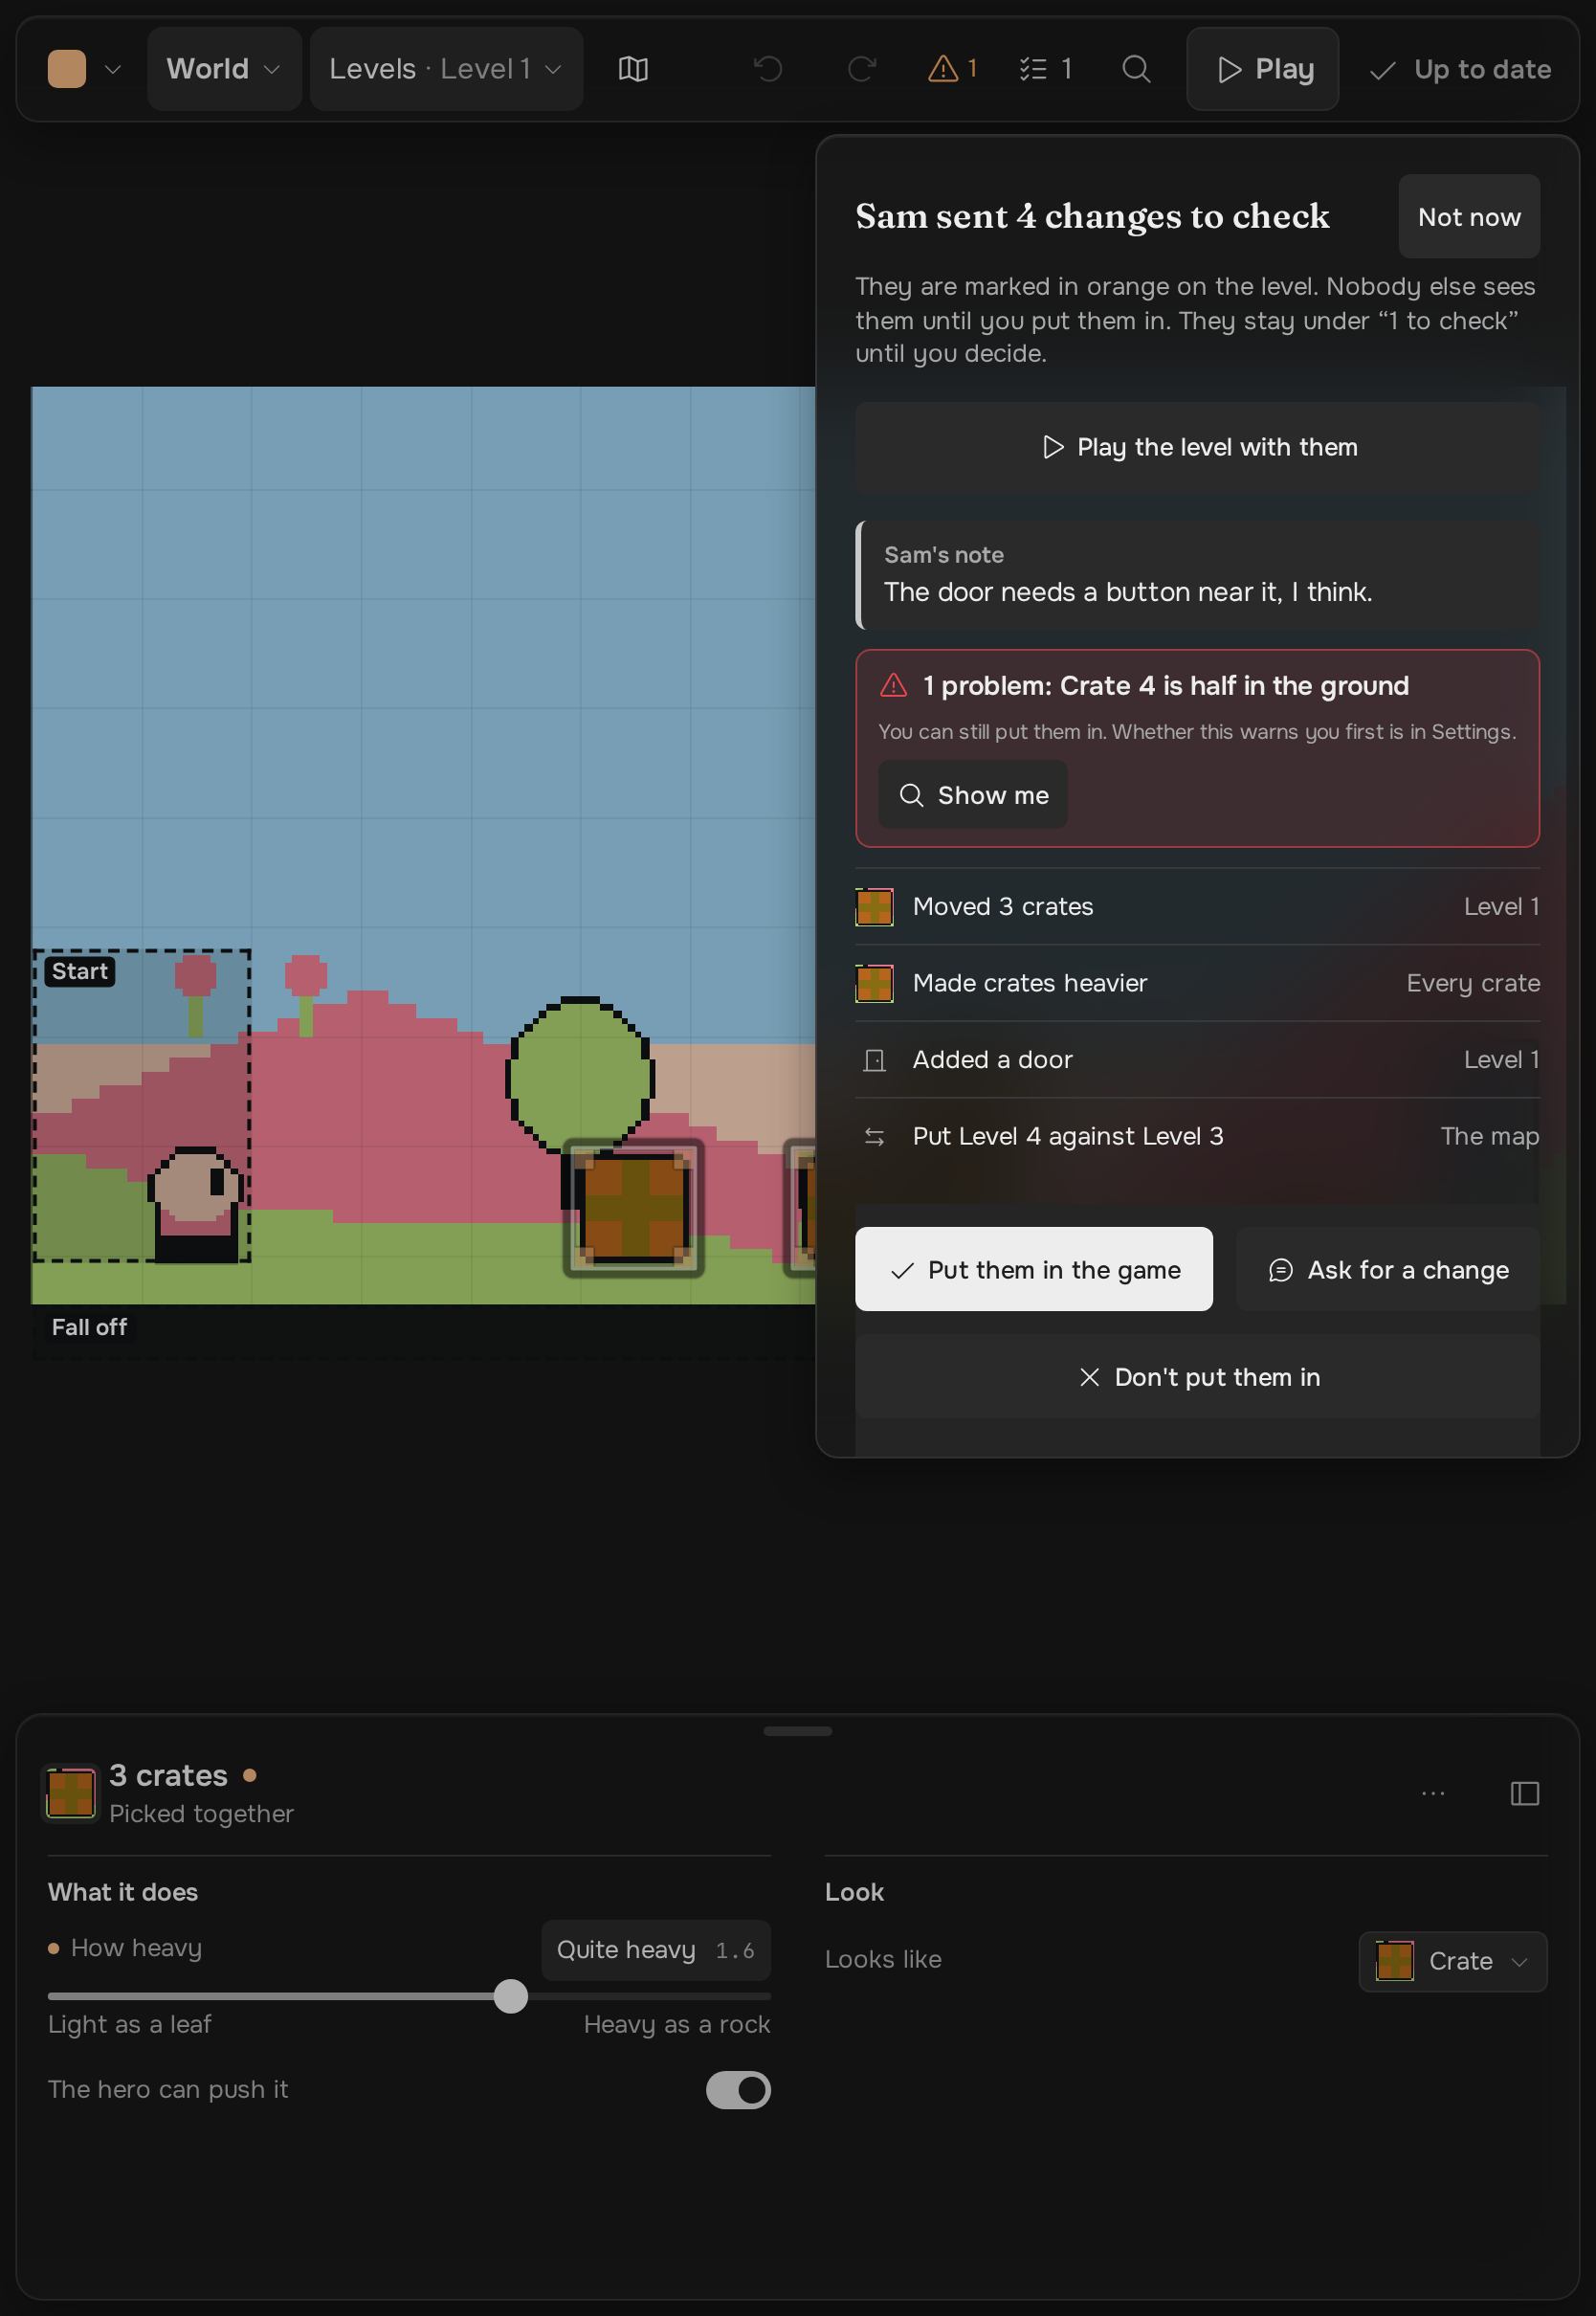 World
Levels · Level 1
1
1
Play
Up to date
Sam sent 4 changes to check
Not now
They are marked in orange on the level. Nobody else sees
them until you put them in. They stay under “1 to check”
until you decide.
Play the level with them
Sam's note
The door needs a button near it, I think.
1 problem: Crate 4 is half in the ground
You can still put them in. Whether this warns you first is in Settings.
Show me
Moved 3 crates
Level 1
Made crates heavier
Every crate
Added a door
Level 1
Put Level 4 against Level 3
The map
Put them in the game
Ask for a change
Don't put them in
Start
Fall off
3 crates
Picked together
What it does
How heavy
Quite heavy 1.6
Light as a leaf
Heavy as a rock
The hero can push it
Look
Looks like
Crate